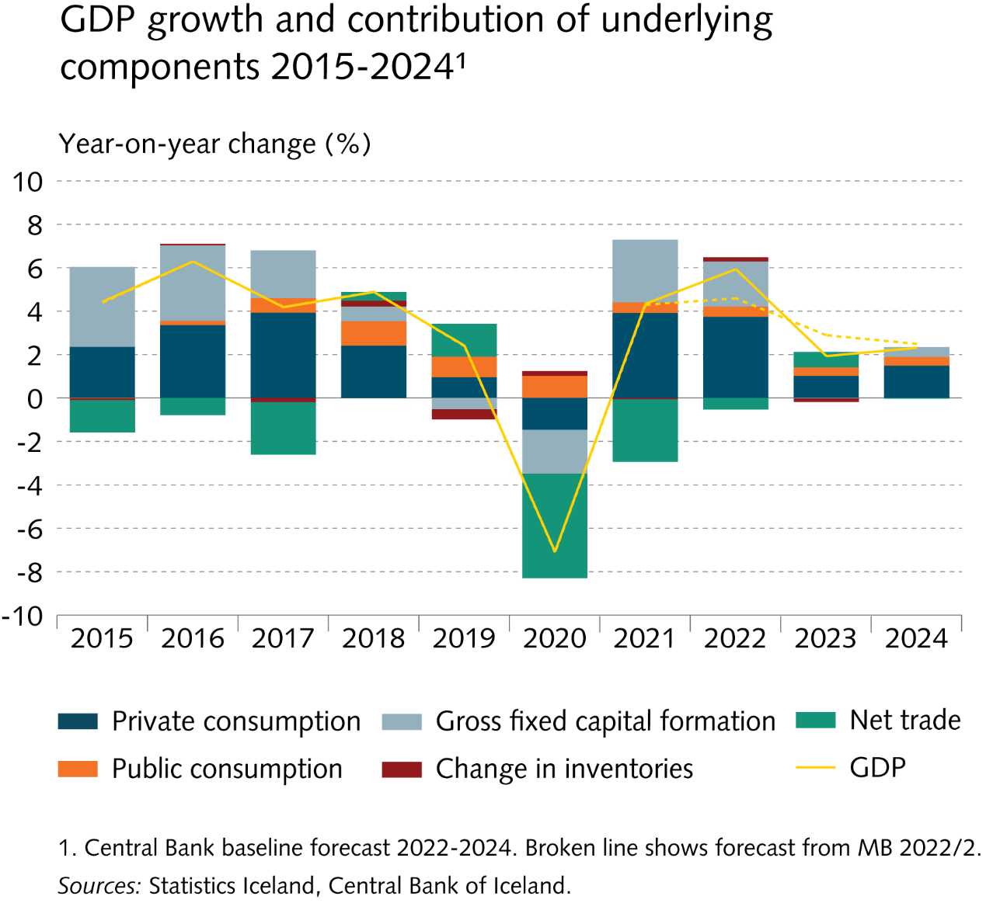 GDP growth and contribution of underlying
components 2015-2024¹
Year-on-year change (%)
10
8
6
4
2
0
-2
-4
-6
-8
-10
2015 2016 2017 2018 2019 2020 2021 2022 2023 2024
Private consumption Gross fixed capital formation Net trade
Public consumption Change in inventories GDP
1. Central Bank baseline forecast 2022-2024. Broken line shows forecast from MB 2022/2.
Sources: Statistics Iceland, Central Bank of Iceland.